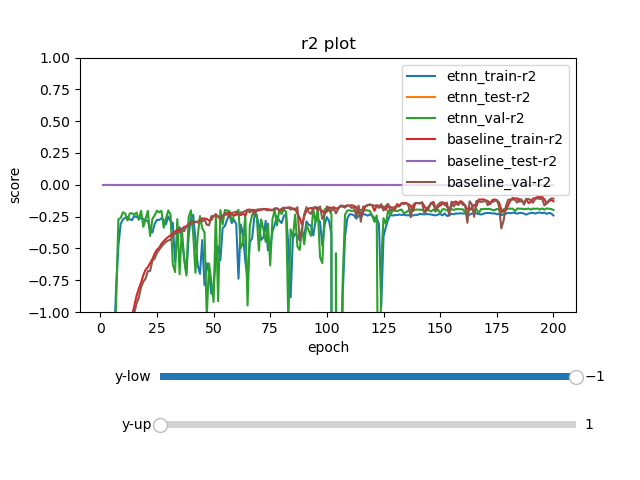 r2 plot
1.00
0.75
0.50
0.25
0.00
−0.25
−0.50
−0.75
−1.00
score
etnn_train-r2
etnn_test-r2
etnn_val-r2
baseline_train-r2
baseline_test-r2
baseline_val-r2
0 25 50 75 100 125 150 175 200
epoch
y-low −1
y-up 1